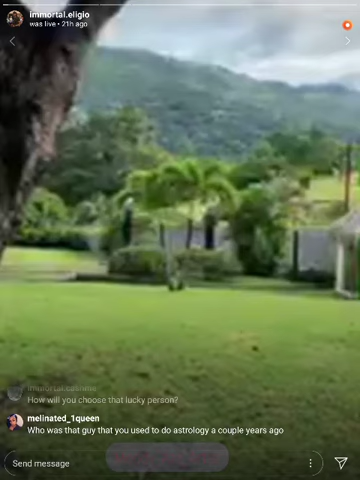 immortal.eligio
was live • 21h ago
How will you choose that lucky person?
melinated_1queen
Who was that guy that you used to do astrology a couple years ago
Send message